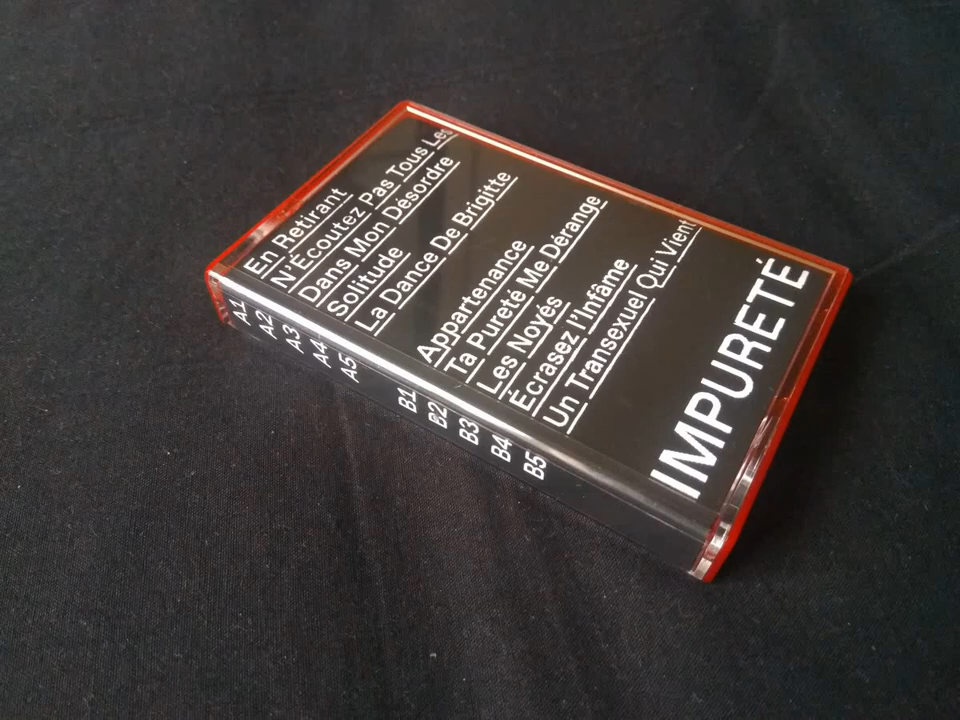 A1 En Retirant
A2 N'Écoutez Pas Tous Les
A3 Dans Mon Désordre
A4 Solitude
A5 La Dance De Brigitte
B1 Appartenance
B2 Ta Pureté Me Dérange
B3 Les Noyés
B4 Écrasez l'Infâme
B5 Un Transexuel Qui Vient
IMPURETÉ